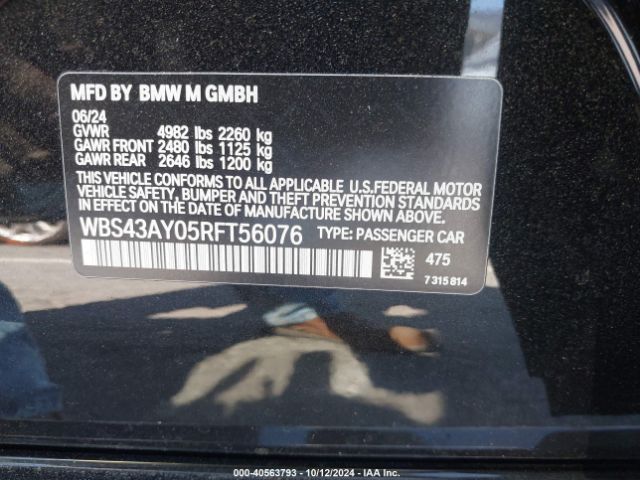 MFD BY BMW M GMBH
06/24
GVWR 4982 lbs 2260 kg
GAWR FRONT 2480 lbs 1125 kg
GAWR REAR 2646 lbs 1200 kg
THIS VEHICLE CONFORMS TO ALL APPLICABLE U.S.FEDERAL MOTOR
VEHICLE SAFETY, BUMPER AND THEFT PREVENTION STANDARDS
IN EFFECT ON THE DATE OF MANUFACTURE SHOWN ABOVE.
WBS43AY05RFT56076 TYPE: PASSENGER CAR
475
7 315 814
000-40563793 - 10/12/2024 - IAA Inc.